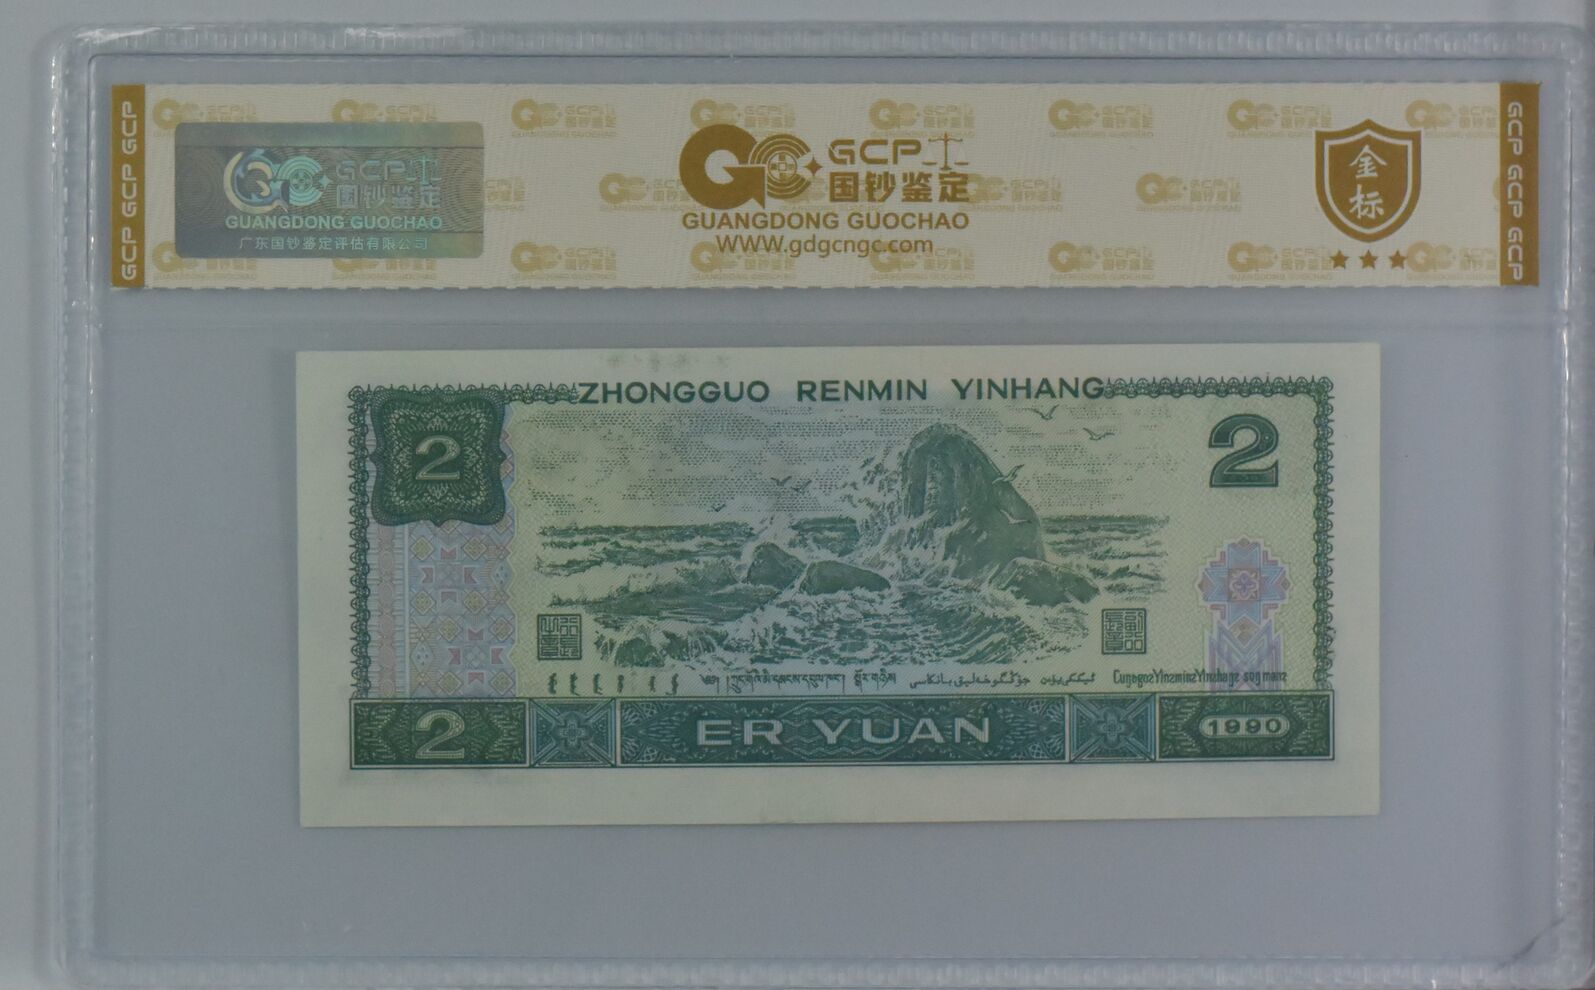 GCP GCP GCP
GCP
国钞鉴定
GUANGDONG GUOCHAO
广东国钞鉴定评估有限公司
GCP
国钞鉴定
GUANGDONG GUOCHAO
WWW.gdgcngc.com
金标
GCP GCP GCP
ZHONGGUO RENMIN YINHANG
2
2
2 ER YUAN 1990